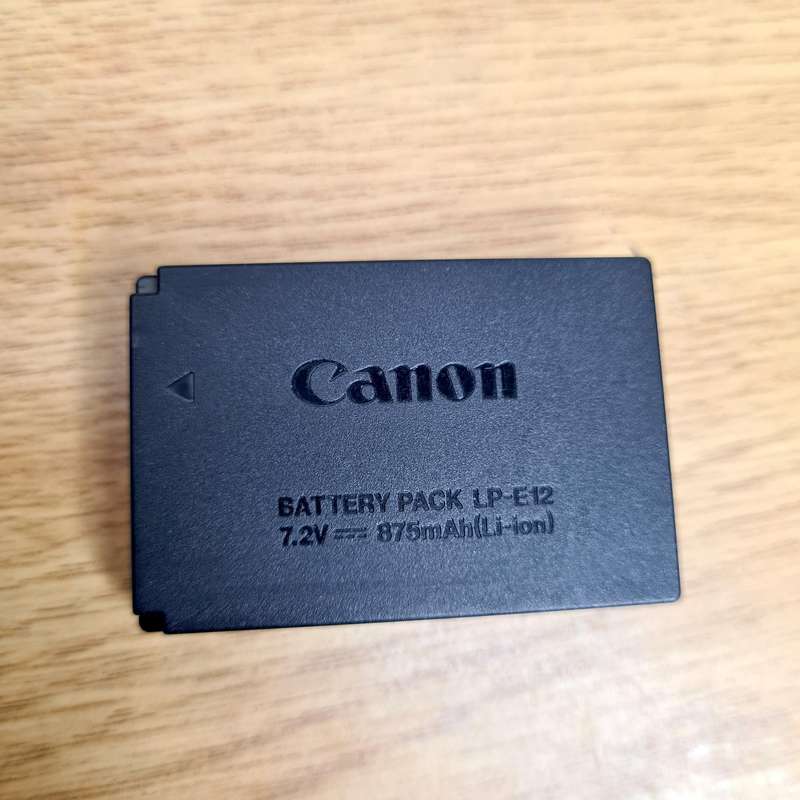 Canon
BATTERY PACK LP-E12
7.2V ⎓ 875mAh(Li-ion)